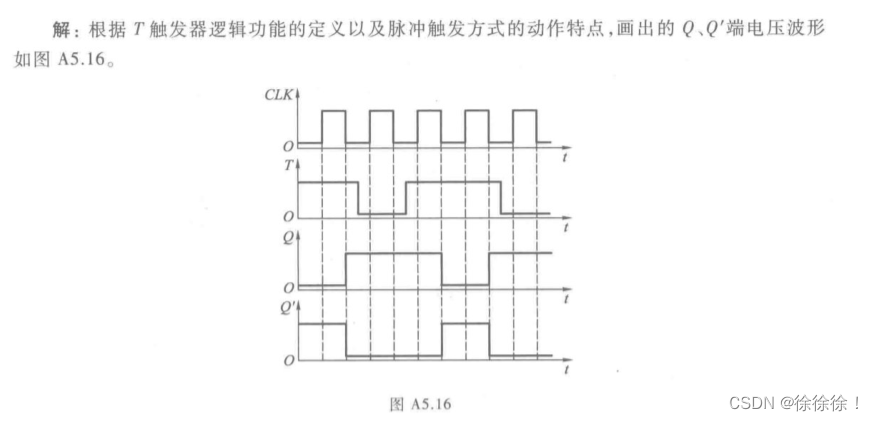 解：根据 T 触发器逻辑功能的定义以及脉冲触发方式的动作特点，画出的 Q、Q′端电压波形
如图 A5.16。
CLK
O
t
T
O
t
Q
O
t
Q′
O
t
图 A5.16
CSDN @徐徐徐！